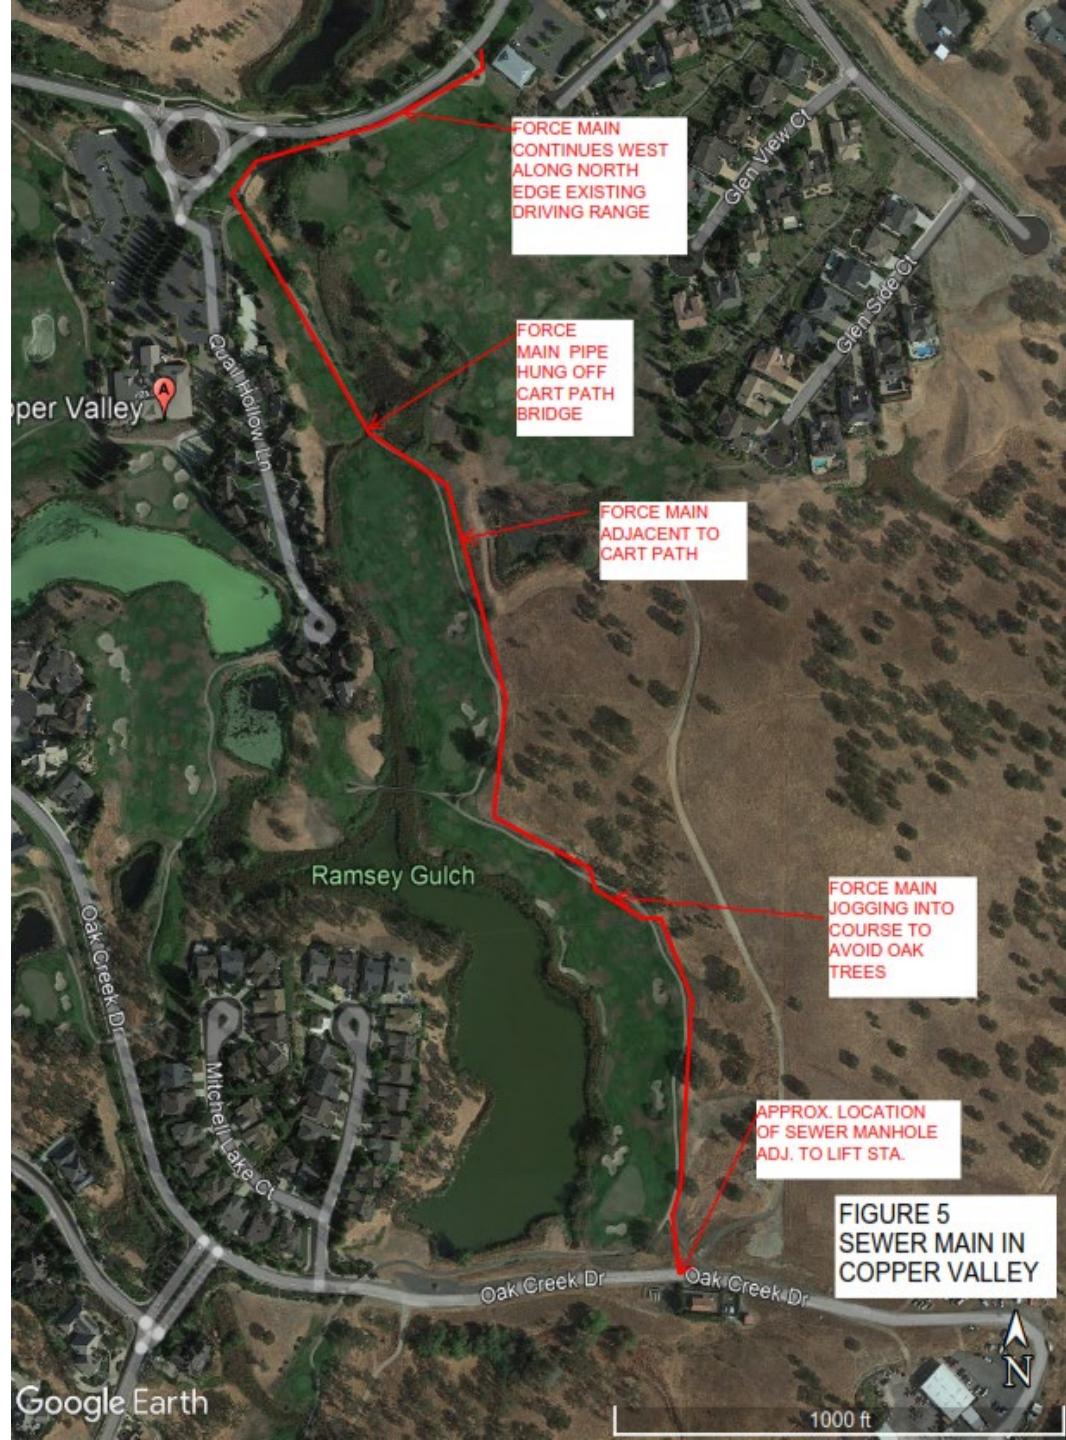 FORCE MAIN
CONTINUES WEST
ALONG NORTH
EDGE EXISTING
DRIVING RANGE
Glen View Ct
Glen Side Ct
FORCE
MAIN PIPE
HUNG OFF
CART PATH
BRIDGE
Quail Hollow Ln
A
pper Valley
FORCE MAIN
ADJACENT TO
CART PATH
Ramsey Gulch
FORCE MAIN
JOGGING INTO
COURSE TO
AVOID OAK
TREES
Oak Creek Dr
Mitchell Lake Ct
APPROX. LOCATION
OF SEWER MANHOLE
ADJ. TO LIFT STA.
FIGURE 5
SEWER MAIN IN
COPPER VALLEY
Oak Creek Dr
Oak Creek Dr
N
Google Earth
1000 ft